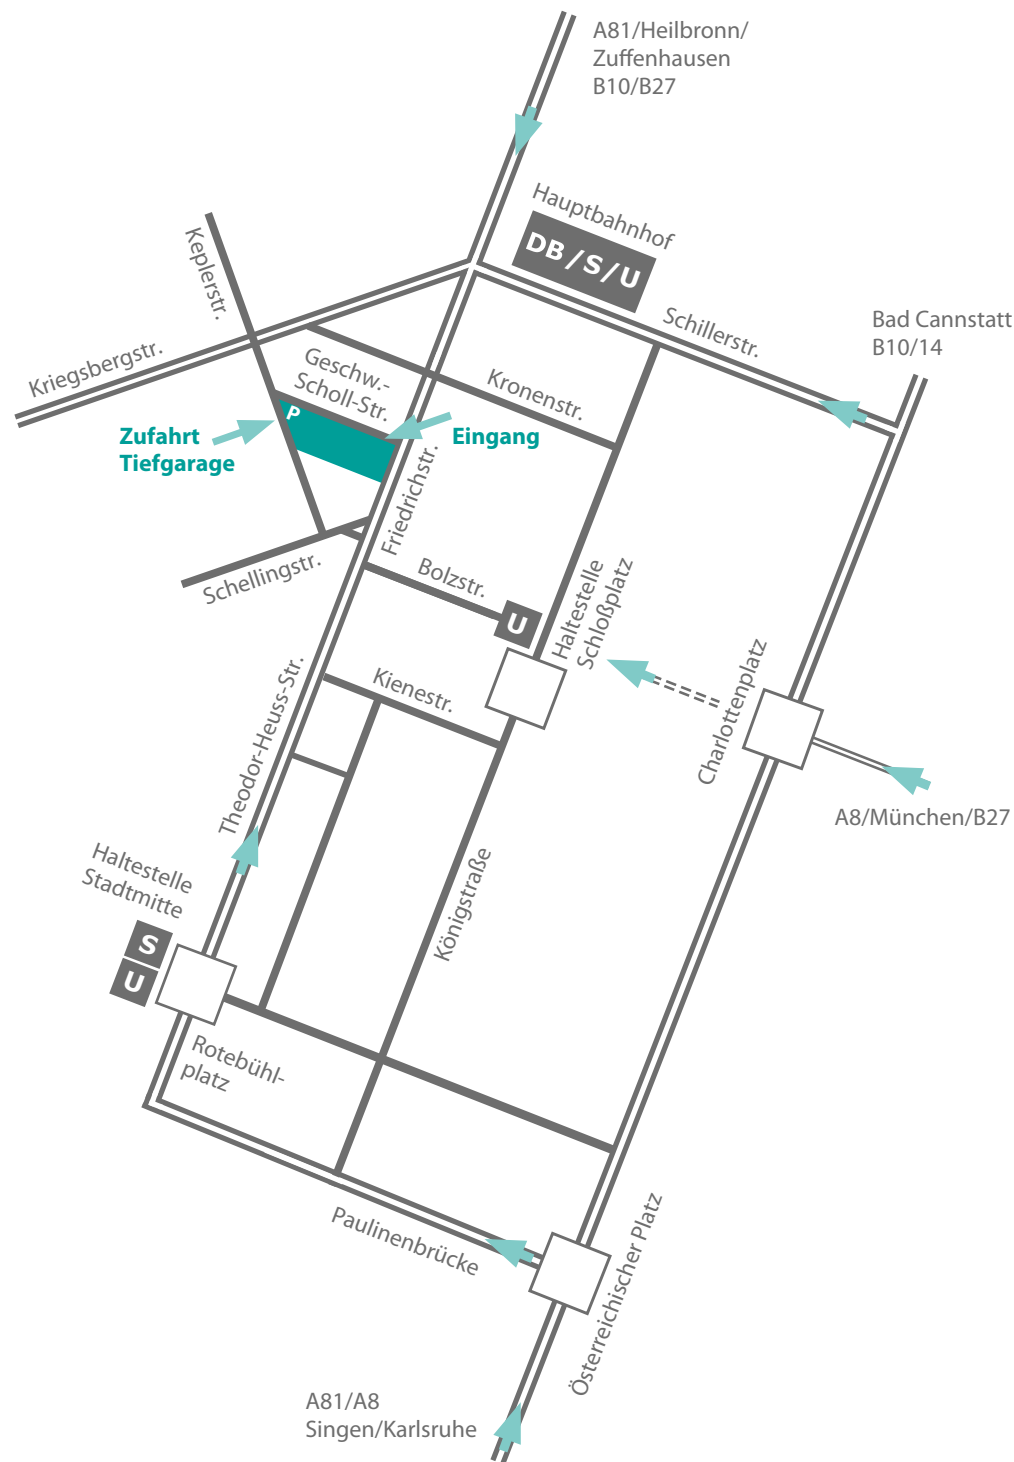 A81/Heilbronn/
Zuffenhausen
B10/B27
Hauptbahnhof
DB/S/U
Keplerstr.
Schillerstr.
Bad Cannstatt
B10/14
Kriegsbergstr.
Geschw.-
Scholl-Str.
Kronenstr.
P
Zufahrt
Tiefgarage
Eingang
Friedrichstr.
Schellingstr.
Bolzstr.
U
Haltestelle
Schloßplatz
Kienestr.
Charlottenplatz
Theodor-Heuss-Str.
A8/München/B27
Haltestelle
Stadtmitte
Königstraße
S
U
Rotebühl-
platz
Paulinenbrücke
Österreichischer Platz
A81/A8
Singen/Karlsruhe